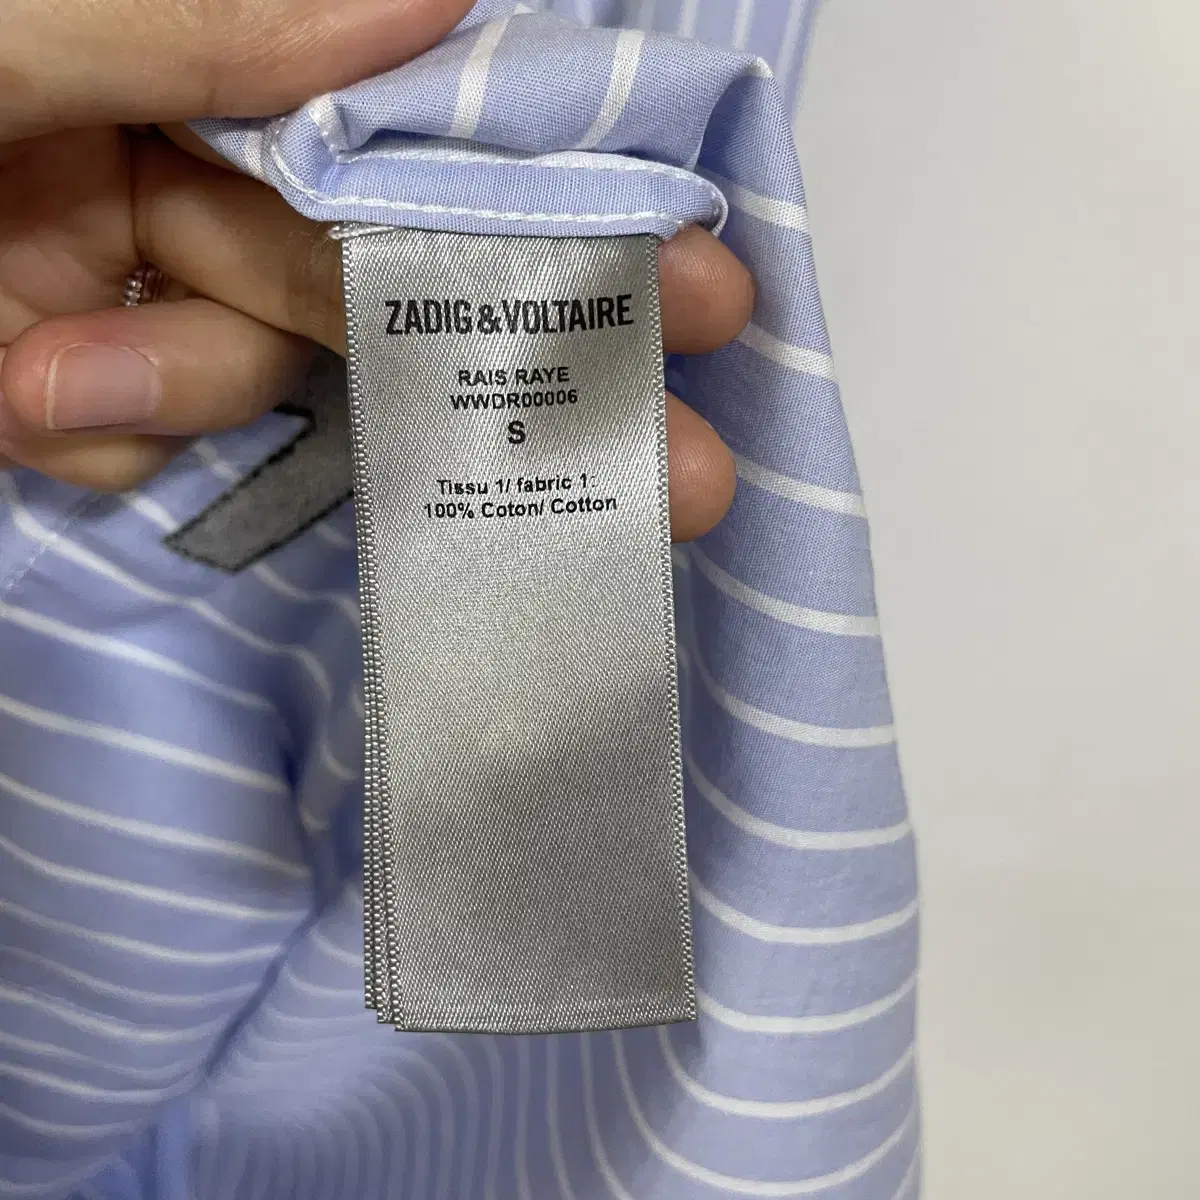 ZADIG&VOLTAIRE
RAIS RAYE
WWDR00006
S
Tissu 1/ fabric 1:
100% Coton/ Cotton